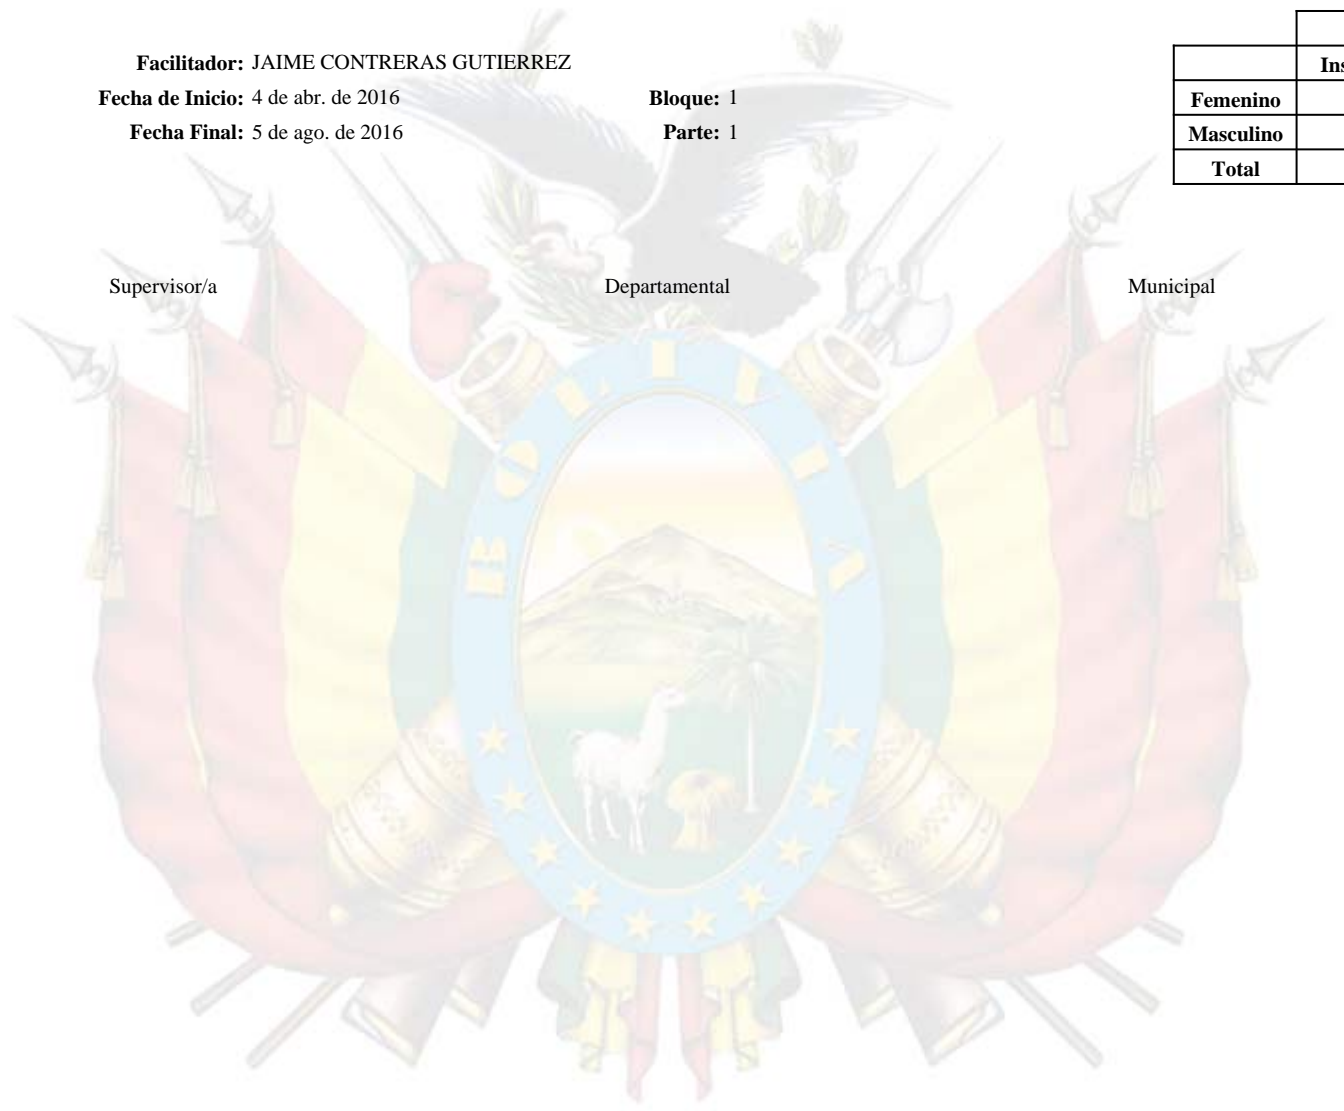 Facilitador: JAIME CONTRERAS GUTIERREZ
Fecha de Inicio: 4 de abr. de 2016 Bloque: 1
Fecha Final: 5 de ago. de 2016 Parte: 1
Femenino
Masculino
Total
Supervisor/a Departamental Municipal
BOLIVIA